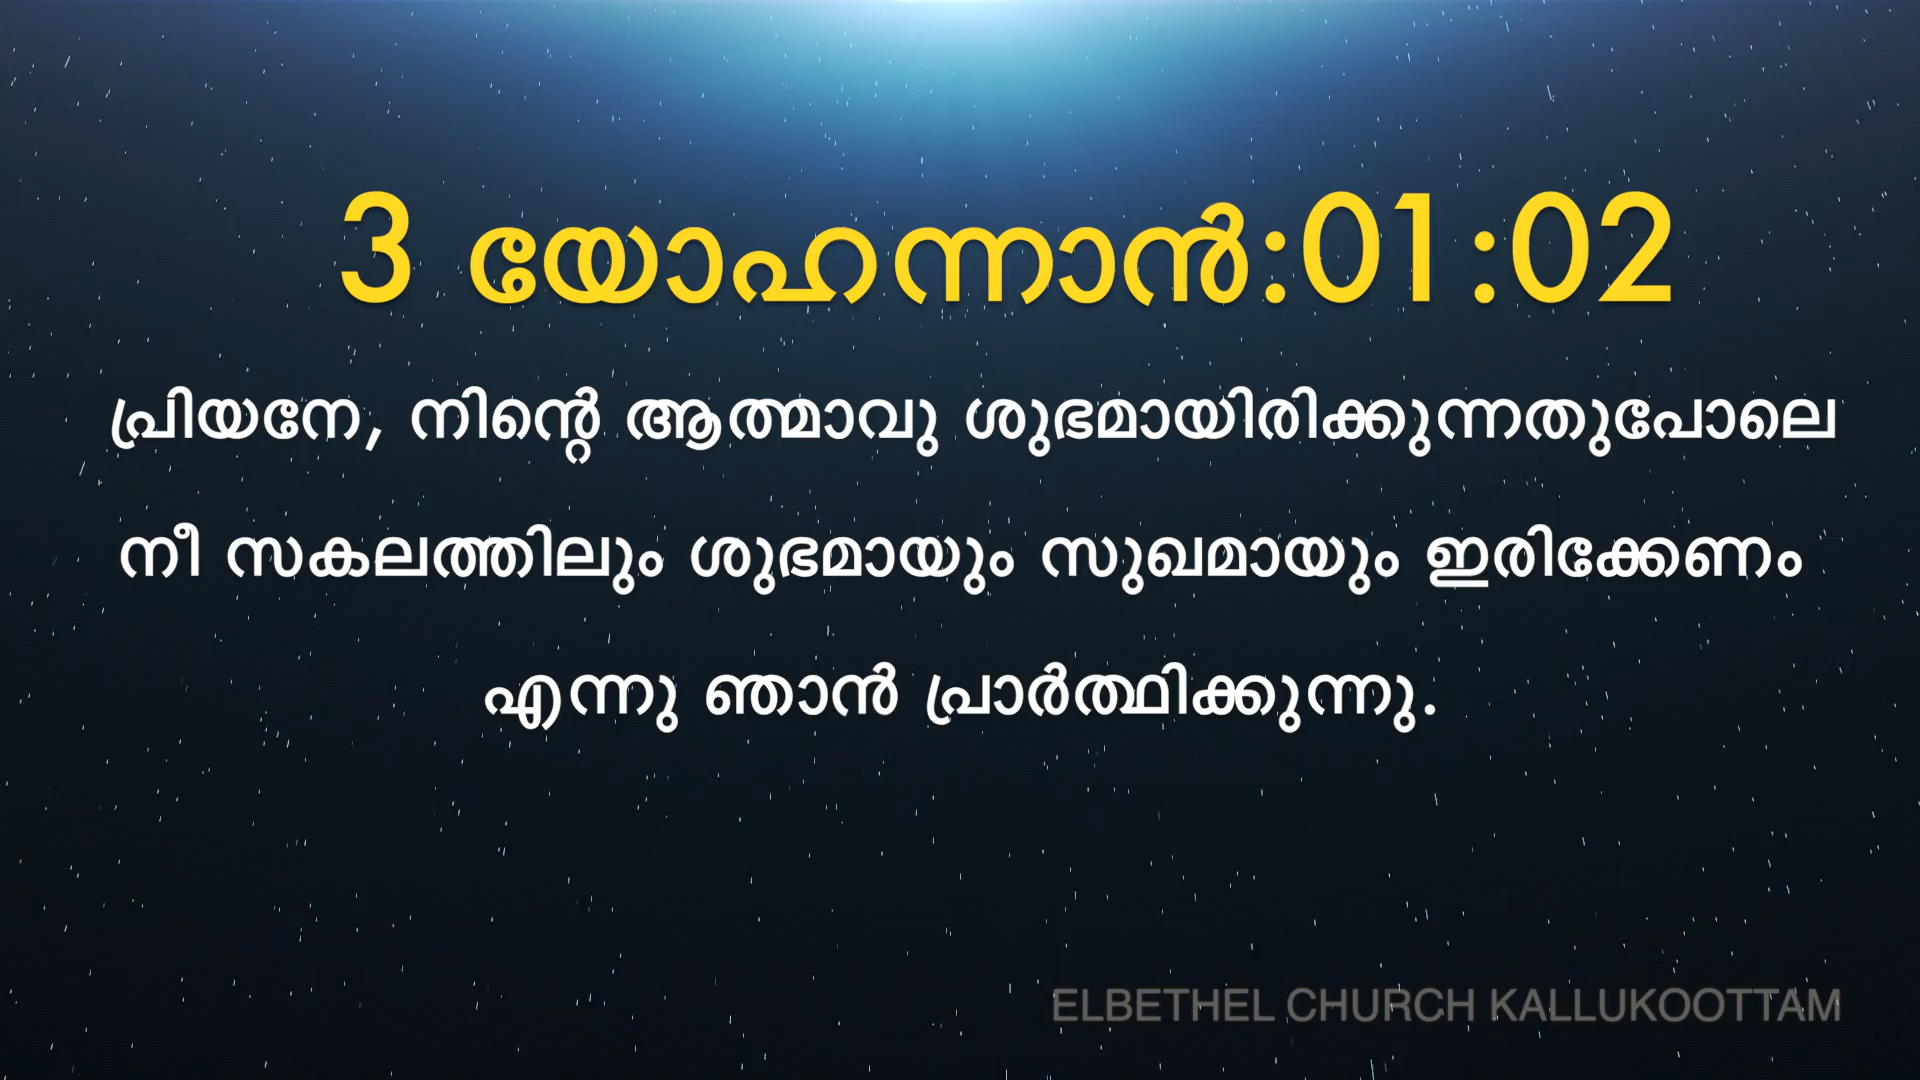 3 യോഹന്നാൻ:01:02
പ്രിയനേ, നിന്റെ ആത്മാവു ശുഭമായിരിക്കുന്നതുപോലെ
നീ സകലത്തിലും ശുഭമായും സുഖമായും ഇരിക്കേണം
എന്നു ഞാൻ പ്രാർത്ഥിക്കുന്നു.
ELBETHEL CHURCH KALLUKOOTTAM